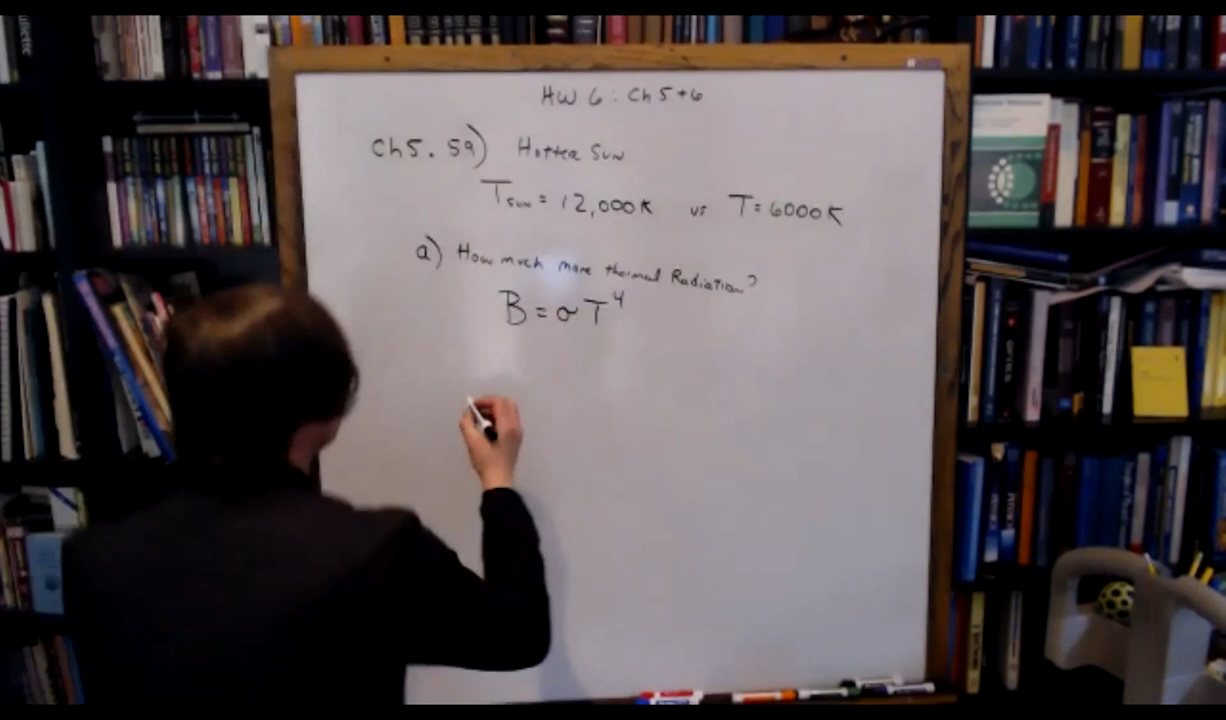 HW 6: Ch 5+6
Ch5. 59) Hotter Sun
Tsun = 12,000K vs T=6000K
a) How much more thermal Radiation?
B=σT⁴
OPTICS